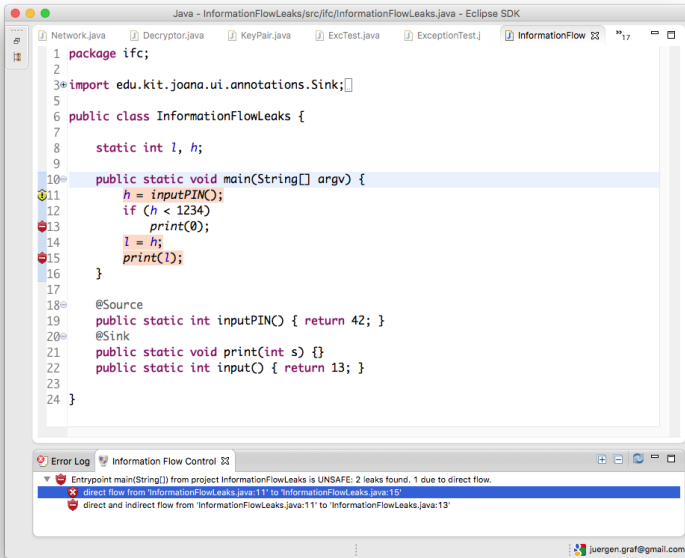 Java - InformationFlowLeaks/src/ifc/InformationFlowLeaks.java - Eclipse SDK
Network.java Decryptor.java KeyPair.java ExcTest.java ExceptionTest.j InformationFlow »17
1 package ifc;
2
3 import edu.kit.joana.ui.annotations.Sink;
5
6 public class InformationFlowLeaks {
7
8 static int l, h;
9
10 public static void main(String[] argv) {
11 h = inputPIN();
12 if (h < 1234)
13 print(0);
14 l = h;
15 print(l);
16 }
17
18 @Source
19 public static int inputPIN() { return 42; }
20 @Sink
21 public static void print(int s) {}
22 public static int input() { return 13; }
23
24 }
Error Log Information Flow Control
Entrypoint main(String[]) from project InformationFlowLeaks is UNSAFE: 2 leaks found. 1 due to direct flow.
direct flow from 'InformationFlowLeaks.java:11' to 'InformationFlowLeaks.java:15'
direct and indirect flow from 'InformationFlowLeaks.java:11' to 'InformationFlowLeaks.java:13'
juergen.graf@gmail.com